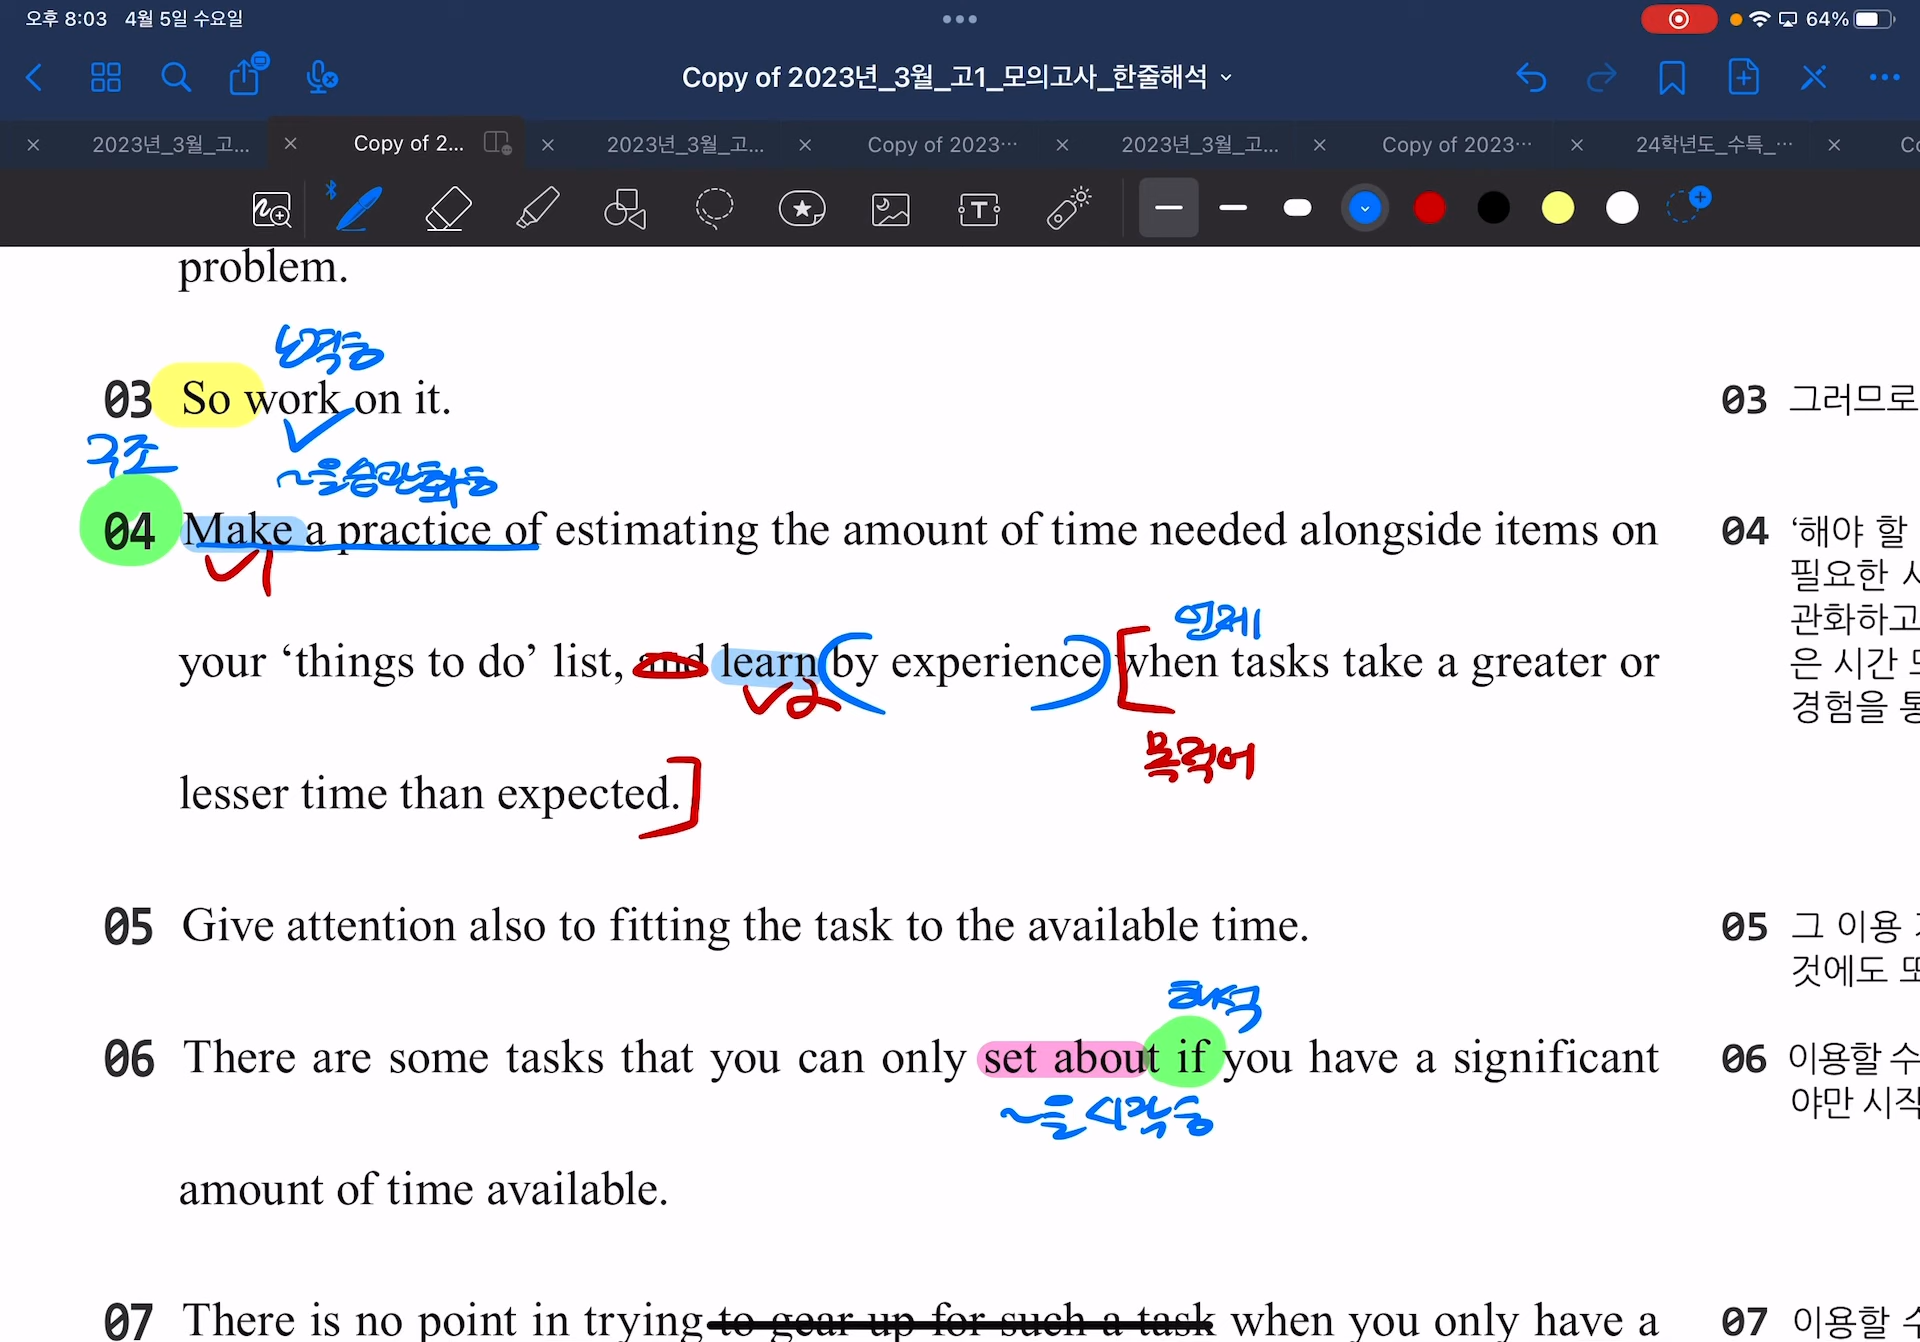 오후 8:03 4월 5일 수요일
64%
Copy of 2023년_3월_고1_모의고사_한줄해석
2023년_3월_고...
Copy of 2...
2023년_3월_고...
Copy of 2023...
2023년_3월_고...
Copy of 2023...
24학년도_수특_...
problem.
노력하
03 So work on it.
03 그러므로
구조
~을 습관화하
04 Make a practice of estimating the amount of time needed alongside items on
04 '해야 할
필요한
관화하고
언제
your 'things to do' list, and learn by experience when tasks take a greater or
은 시간
경험을
2
목적어
lesser time than expected.
05 Give attention also to fitting the task to the available time.
05 그 이용
것에도
해석
06 There are some tasks that you can only set about if you have a significant
06 이용할 수
야만 시작
~을 시작하
amount of time available.
07 There is no point in trying to gear up for such a task when you only have a
07 이용할